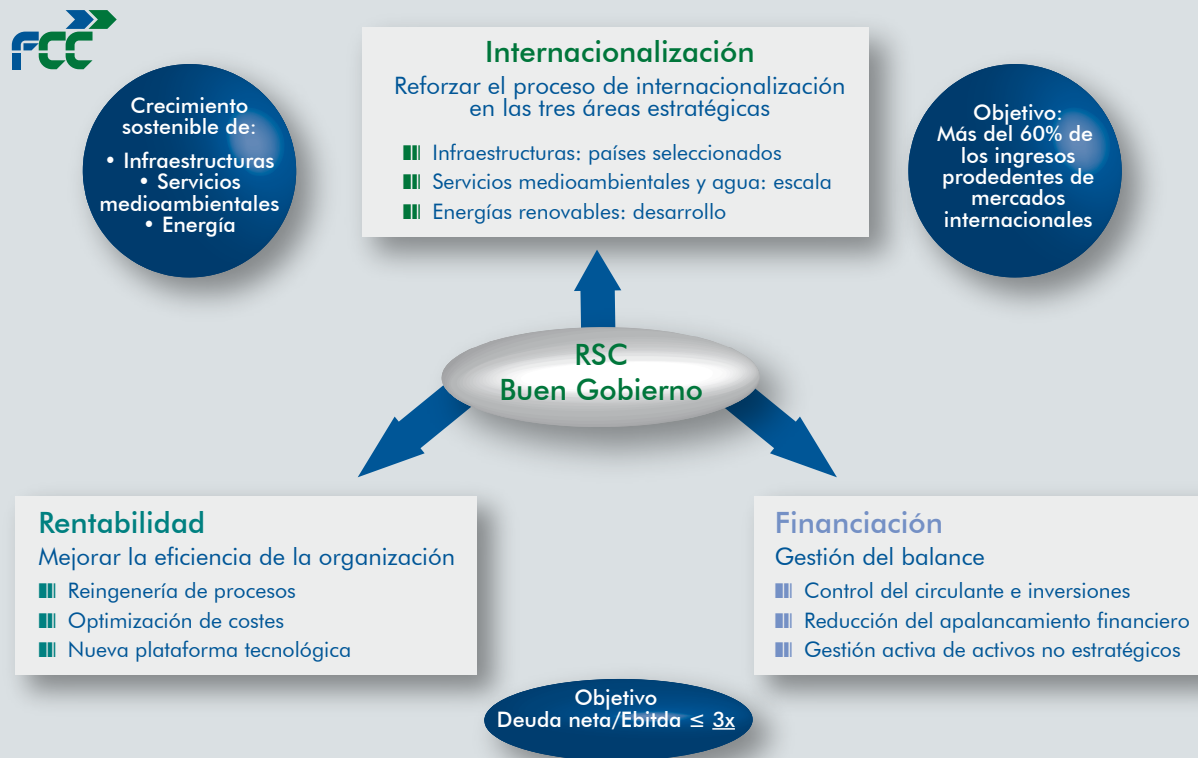 FCC
Crecimiento
sostenible de:
• Infraestructuras
• Servicios
medioambientales
• Energía
Internacionalización
Reforzar el proceso de internacionalización
en las tres áreas estratégicas
Infraestructuras: países seleccionados
Servicios medioambientales y agua: escala
Energías renovables: desarrollo
Objetivo:
Más del 60% de
los ingresos
prodedentes de
mercados
internacionales
RSC
Buen Gobierno
Rentabilidad
Mejorar la eficiencia de la organización
Reingenería de procesos
Optimización de costes
Nueva plataforma tecnológica
Financiación
Gestión del balance
Control del circulante e inversiones
Reducción del apalancamiento financiero
Gestión activa de activos no estratégicos
Objetivo
Deuda neta/Ebitda ≤ 3x